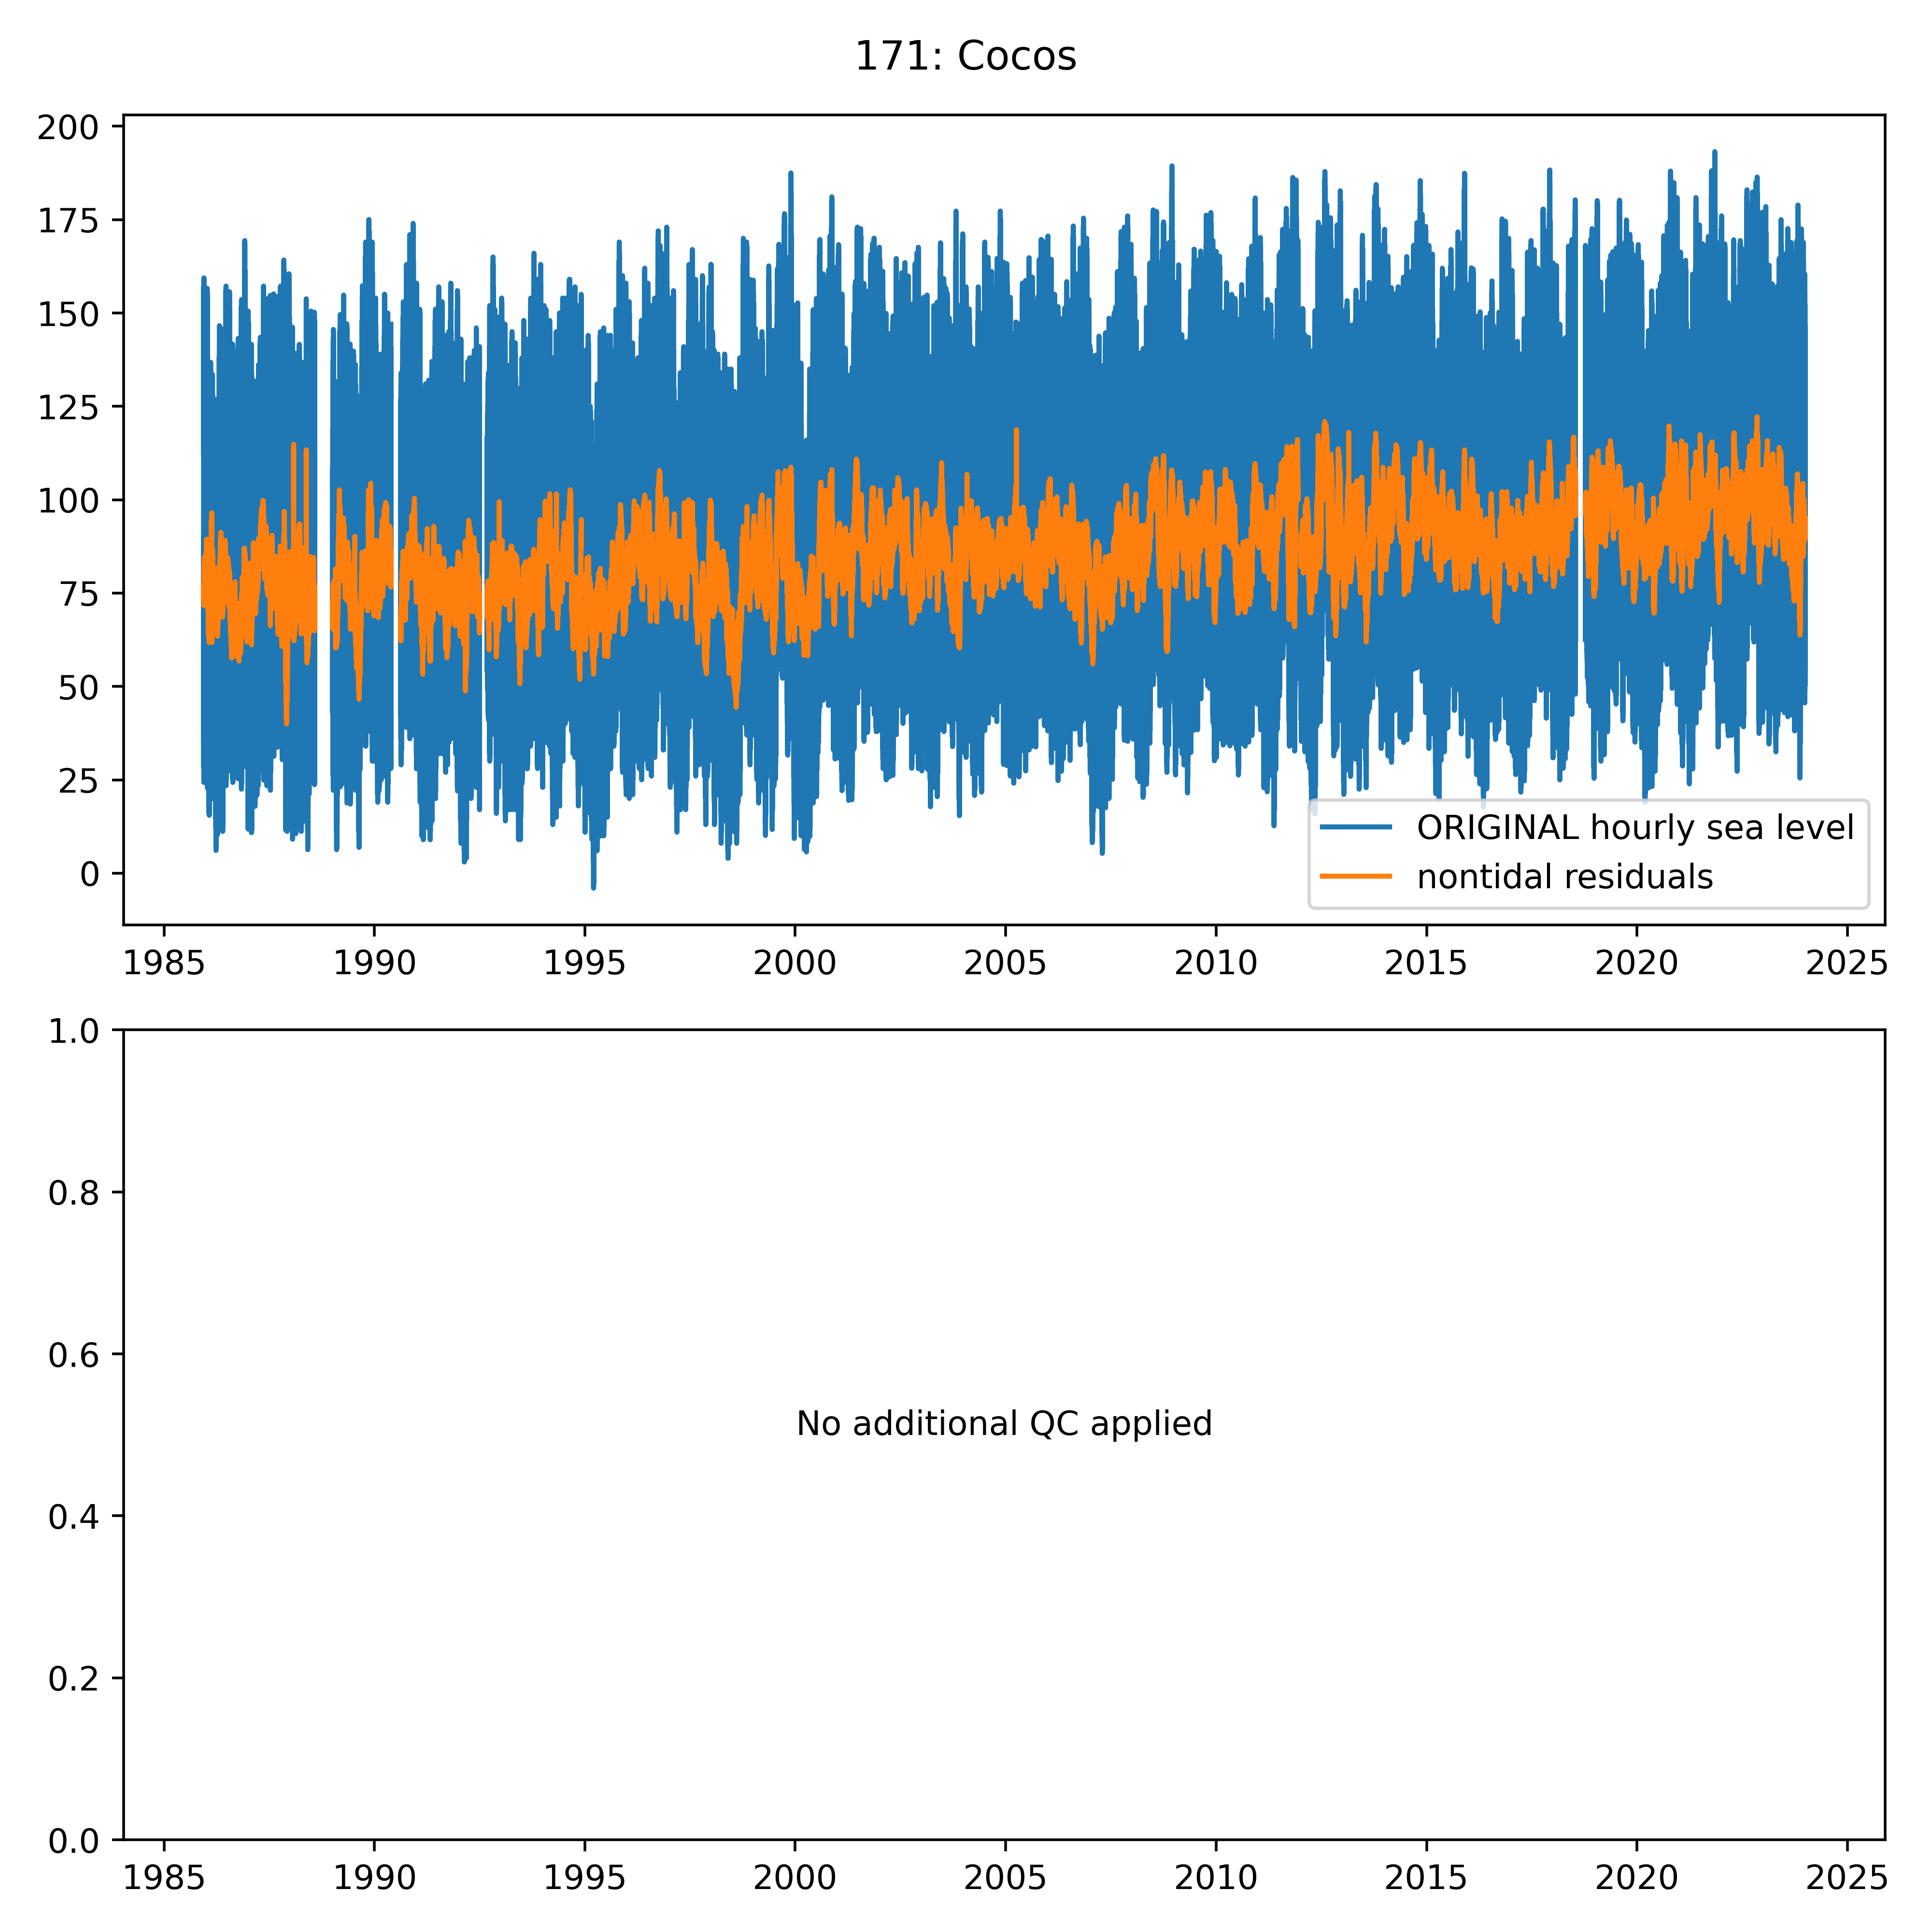 171: Cocos
200
175
150
125
100
75
50
25
0
ORIGINAL hourly sea level
nontidal residuals
1985 1990 1995 2000 2005 2010 2015 2020 2025
1.0
0.8
0.6
No additional QC applied
0.4
0.2
0.0
1985 1990 1995 2000 2005 2010 2015 2020 2025